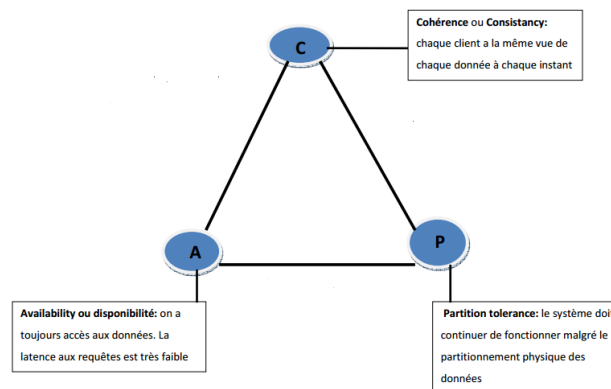 Cohérence ou Consistancy:
chaque client a la même vue de
chaque donnée à chaque instant
C
A
P
Availability ou disponibilité: on a
toujours accès aux données. La
latence aux requêtes est très faible
Partition tolerance: le système doit
continuer de fonctionner malgré le
partitionnement physique des
données